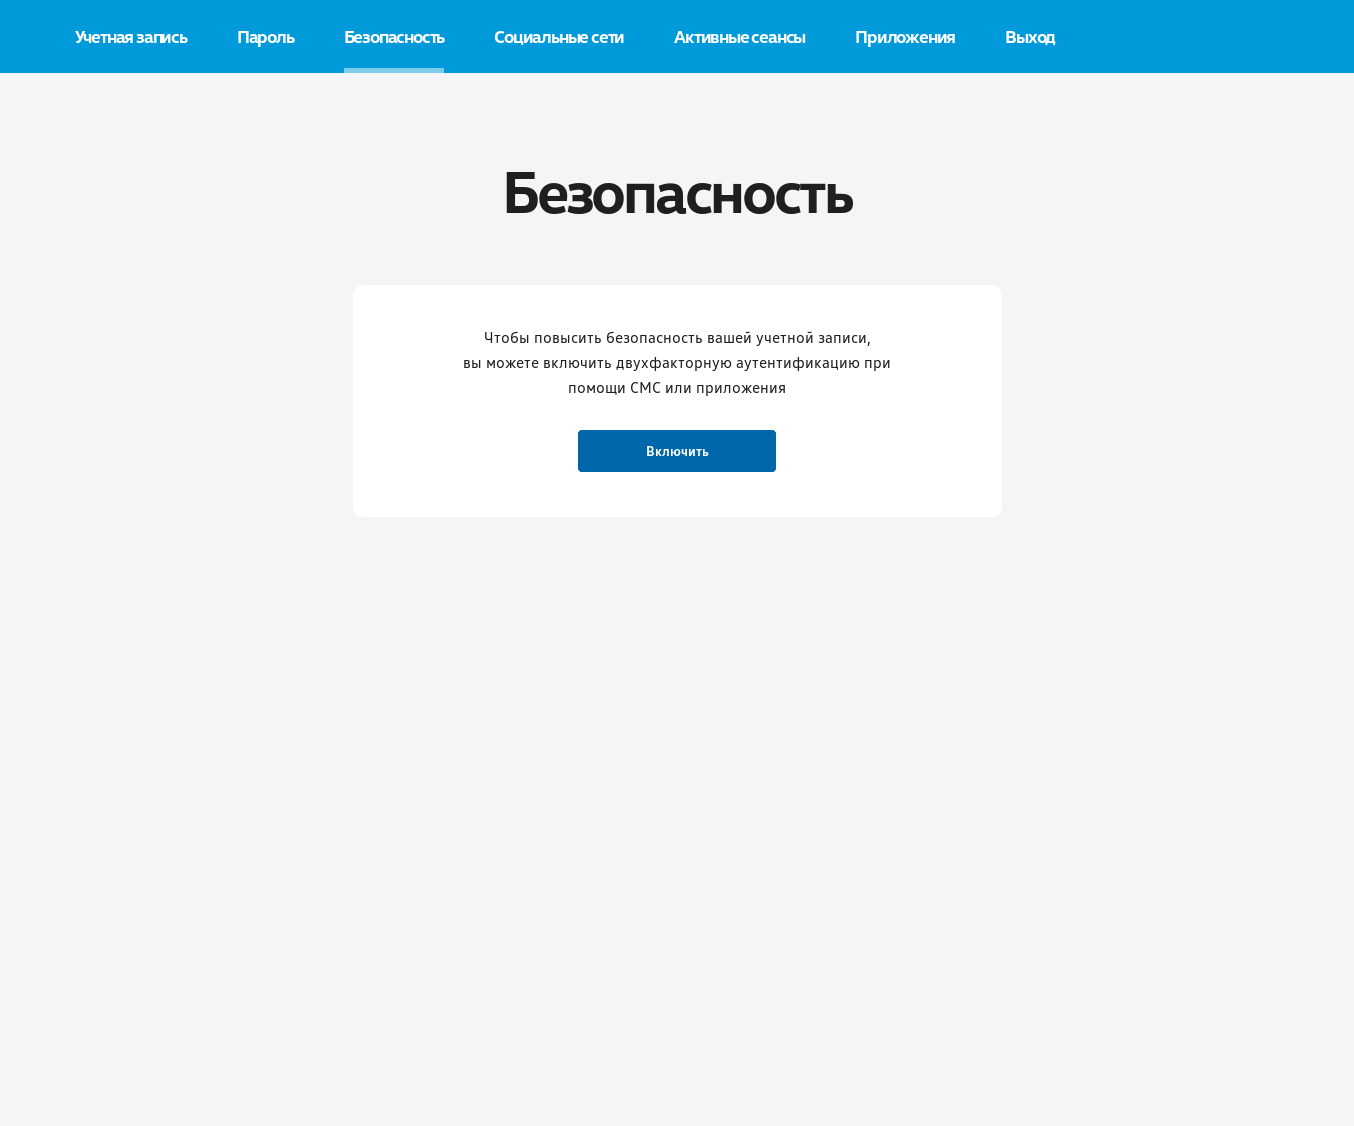 Учетная запись Пароль Безопасность Социальные сети Активные сеансы Приложения Выход
Безопасность
Чтобы повысить безопасность вашей учетной записи,
вы можете включить двухфакторную аутентификацию при
помощи СМС или приложения
Включить